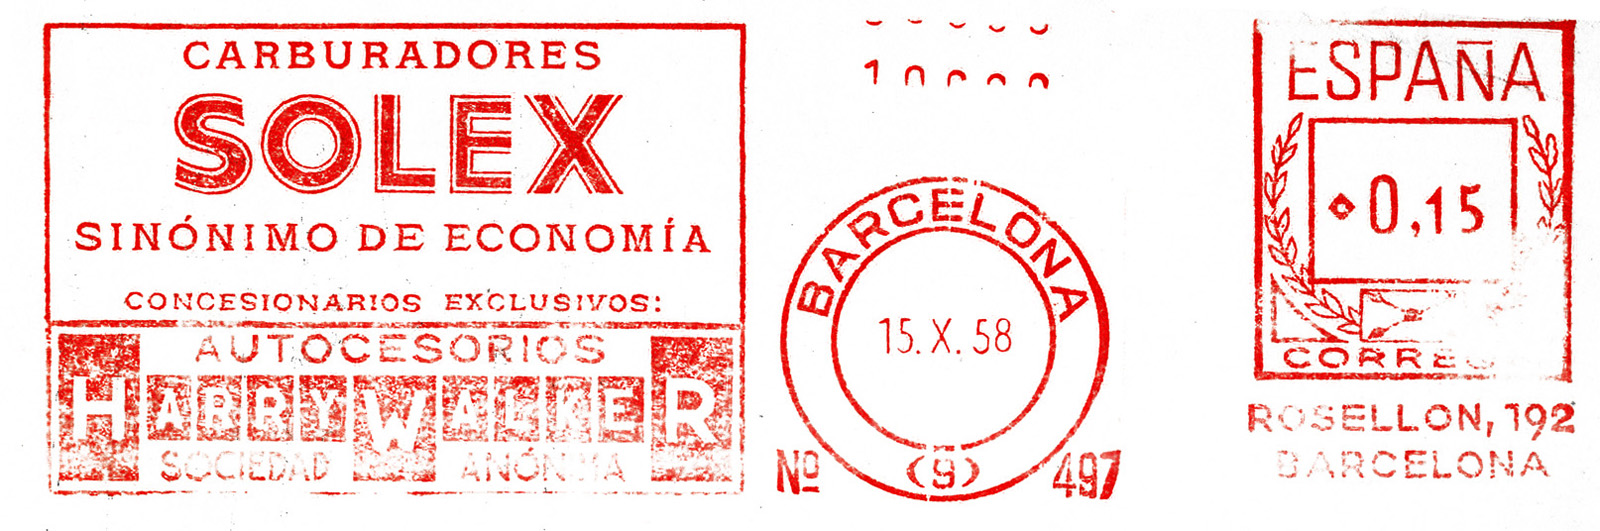 CARBURADORES
SOLEX
SINÓNIMO DE ECONOMÍA
CONCESIONARIOS EXCLUSIVOS:
AUTOCESORIOS
HARRY WALKER
SOCIEDAD ANÓNIMA
BARCELONA
15. X. 58
Nº (9) 497
ESPAÑA
0,15
CORREOS
ROSELLON, 192
BARCELONA